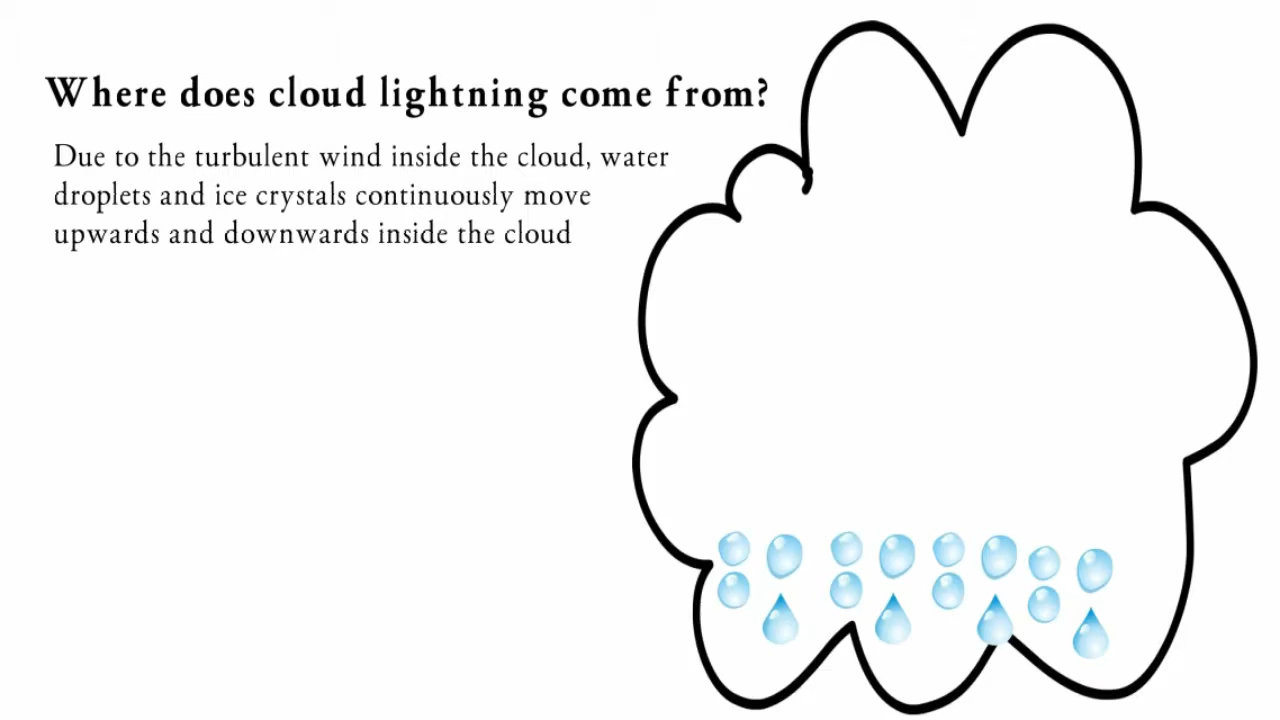 Where does cloud lightning come from?
Due to the turbulent wind inside the cloud, water
droplets and ice crystals continuously move
upwards and downwards inside the cloud